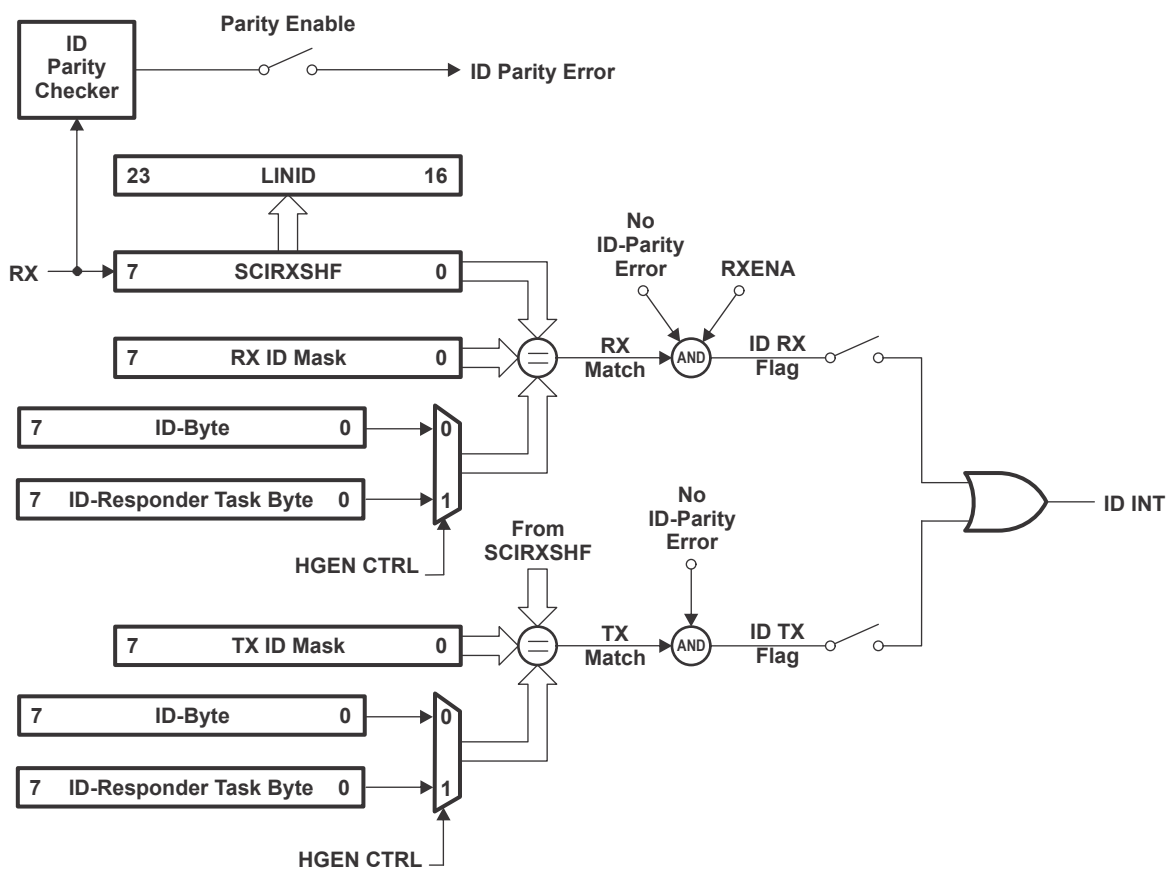 Parity Enable
ID
Parity
Checker
ID Parity Error
23 LINID 16
No
ID-Parity
Error
RXENA
RX
7 SCIRXSHF 0
7 RX ID Mask 0
=
RX
Match
AND
ID RX
Flag
7 ID-Byte 0
0
7 ID-Responder Task Byte 0
1
HGEN CTRL
From
SCIRXSHF
No
ID-Parity
Error
ID INT
7 TX ID Mask 0
=
TX
Match
AND
ID TX
Flag
7 ID-Byte 0
0
7 ID-Responder Task Byte 0
1
HGEN CTRL